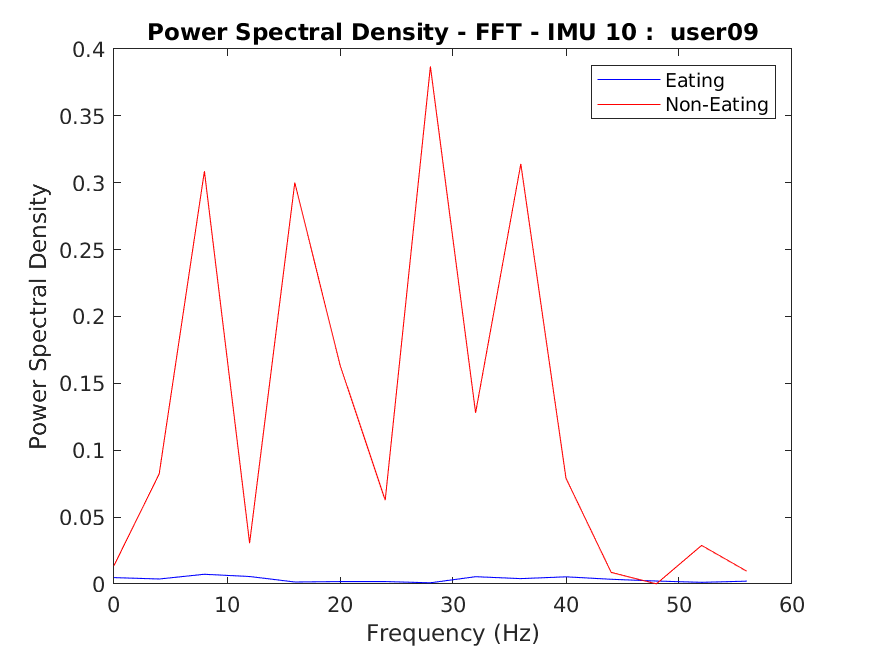 Power Spectral Density - FFT - IMU 10 :  user09
Eating
Non-Eating
Power Spectral Density
0.4
0.35
0.3
0.25
0.2
0.15
0.1
0.05
0
0 10 20 30 40 50 60
Frequency (Hz)